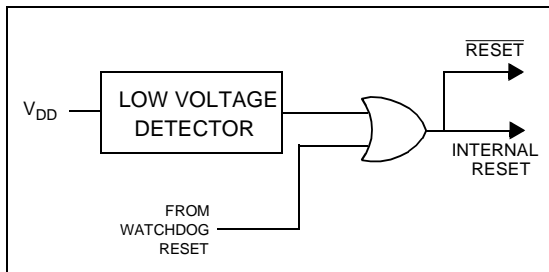 RESET
V_DD
LOW VOLTAGE
DETECTOR
INTERNAL
RESET
FROM
WATCHDOG
RESET